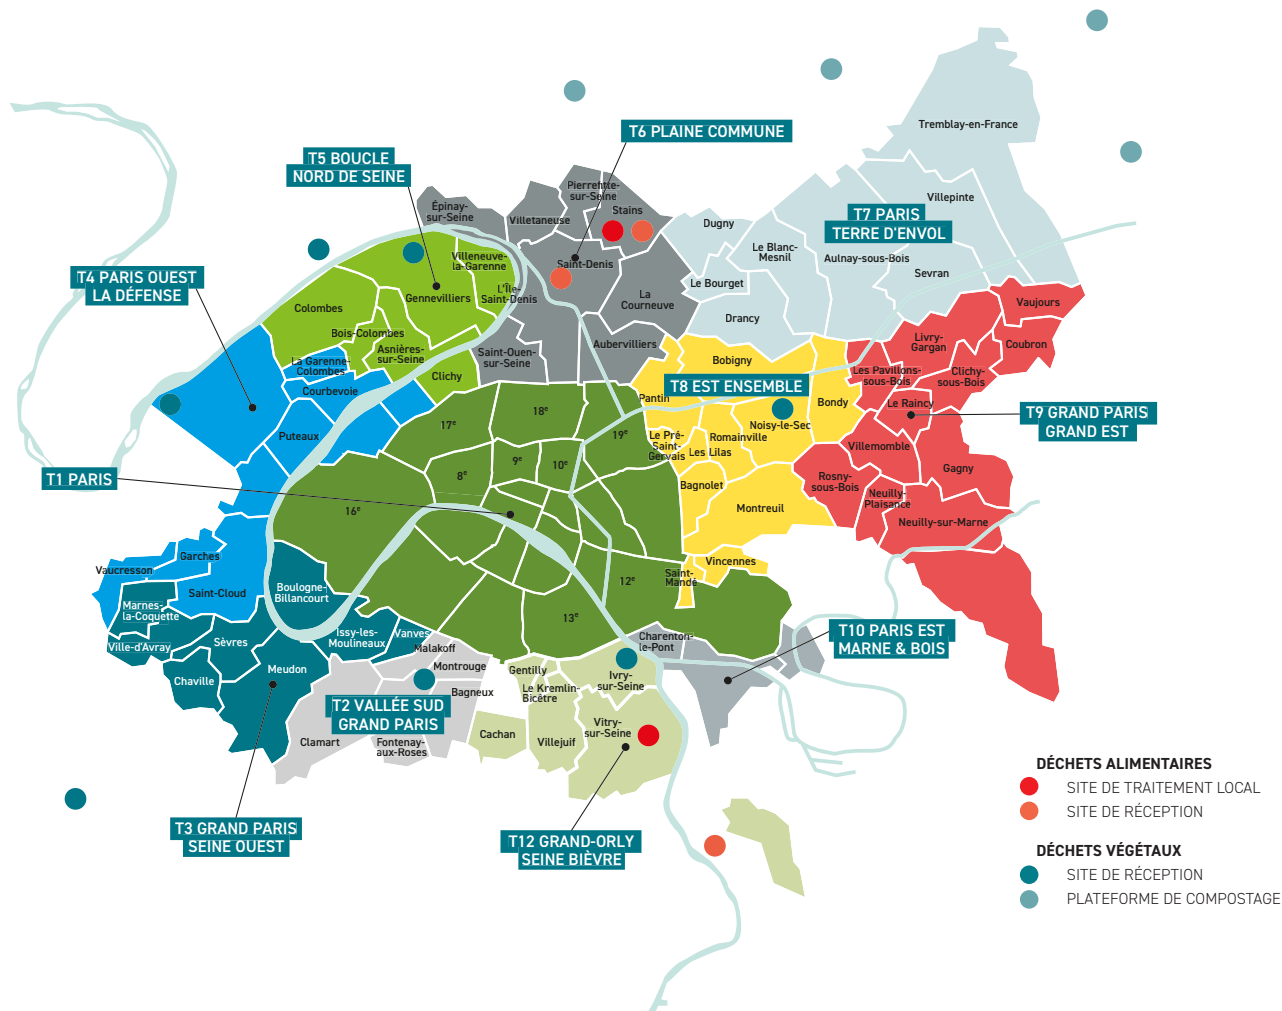 Tremblay-en-France
T6 PLAINE COMMUNE
T5 BOUCLE
NORD DE SEINE
Pierrefitte-
sur-Seine
Villepinte
Épinay-
sur-Seine
Stains
Villetaneuse
T7 PARIS
TERRE D'ENVOL
Dugny
Le Blanc-
Mesnil
Villeneuve-
la-Garenne
Saint-Denis
Aulnay-sous-Bois
Sevran
T4 PARIS OUEST
LA DÉFENSE
Le Bourget
Gennevilliers
L'Île-
Saint-Denis
La
Courneuve
Vaujours
Colombes
Drancy
Bois-Colombes
Livry-
Gargan
Coubron
Asnières-
sur-Seine
Saint-Ouen-
sur-Seine
Aubervilliers
La Garenne-
Colombes
Bobigny
Clichy
Les Pavillons-
sous-Bois
Clichy-
sous-Bois
Courbevoie
T8 EST ENSEMBLE
Pantin
Bondy
Le Raincy
T9 GRAND PARIS
GRAND EST
18e
17e
19e
Puteaux
Noisy-le-Sec
Le Pré-
Saint-
Gervais
Romainville
Les Lilas
Villemomble
9e
10e
8e
Gagny
T1 PARIS
Bagnolet
Rosny-
sous-Bois
Neuilly-
Plaisance
16e
Montreuil
Neuilly-sur-Marne
Garches
Vaucresson
Vincennes
Saint-
Mandé
12e
Boulogne-
Billancourt
Saint-Cloud
Marnes-
la-Coquette
13e
Issy-les-
Moulineaux
Vanves
Charenton-
le-Pont
T10 PARIS EST
MARNE & BOIS
Ville-d'Avray
Sèvres
Malakoff
Meudon
Montrouge
Gentilly
Chaville
Ivry-
sur-Seine
Bagneux
Le Kremlin-
Bicêtre
T2 VALLÉE SUD
GRAND PARIS
Vitry-
sur-Seine
Cachan
Villejuif
Clamart
Fontenay-
aux-Roses
DÉCHETS ALIMENTAIRES
SITE DE TRAITEMENT LOCAL
SITE DE RÉCEPTION
T3 GRAND PARIS
SEINE OUEST
T12 GRAND-ORLY
SEINE BIÈVRE
DÉCHETS VÉGÉTAUX
SITE DE RÉCEPTION
PLATEFORME DE COMPOSTAGE